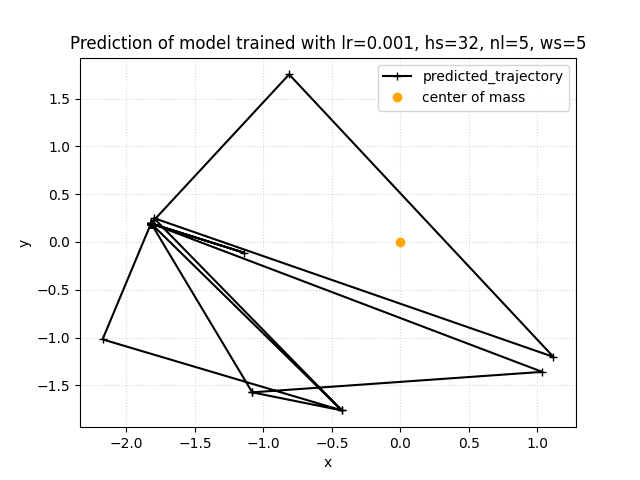 Prediction of model trained with lr=0.001, hs=32, nl=5, ws=5
predicted_trajectory
center of mass
1.5
1.0
0.5
0.0
−0.5
−1.0
−1.5
y
−2.0 −1.5 −1.0 −0.5 0.0 0.5 1.0
x